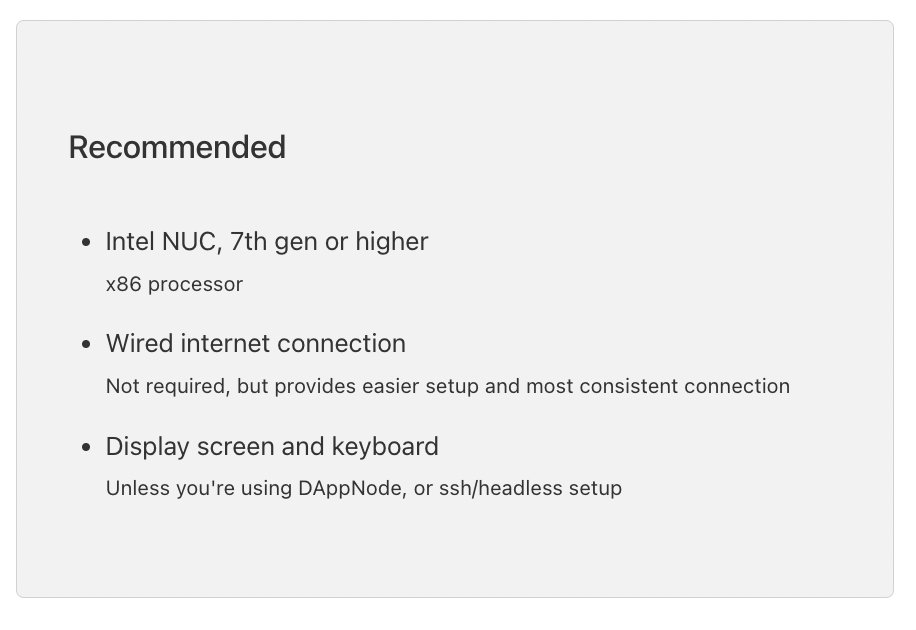 Recommended
• Intel NUC, 7th gen or higher
x86 processor
• Wired internet connection
Not required, but provides easier setup and most consistent connection
• Display screen and keyboard
Unless you're using DAppNode, or ssh/headless setup